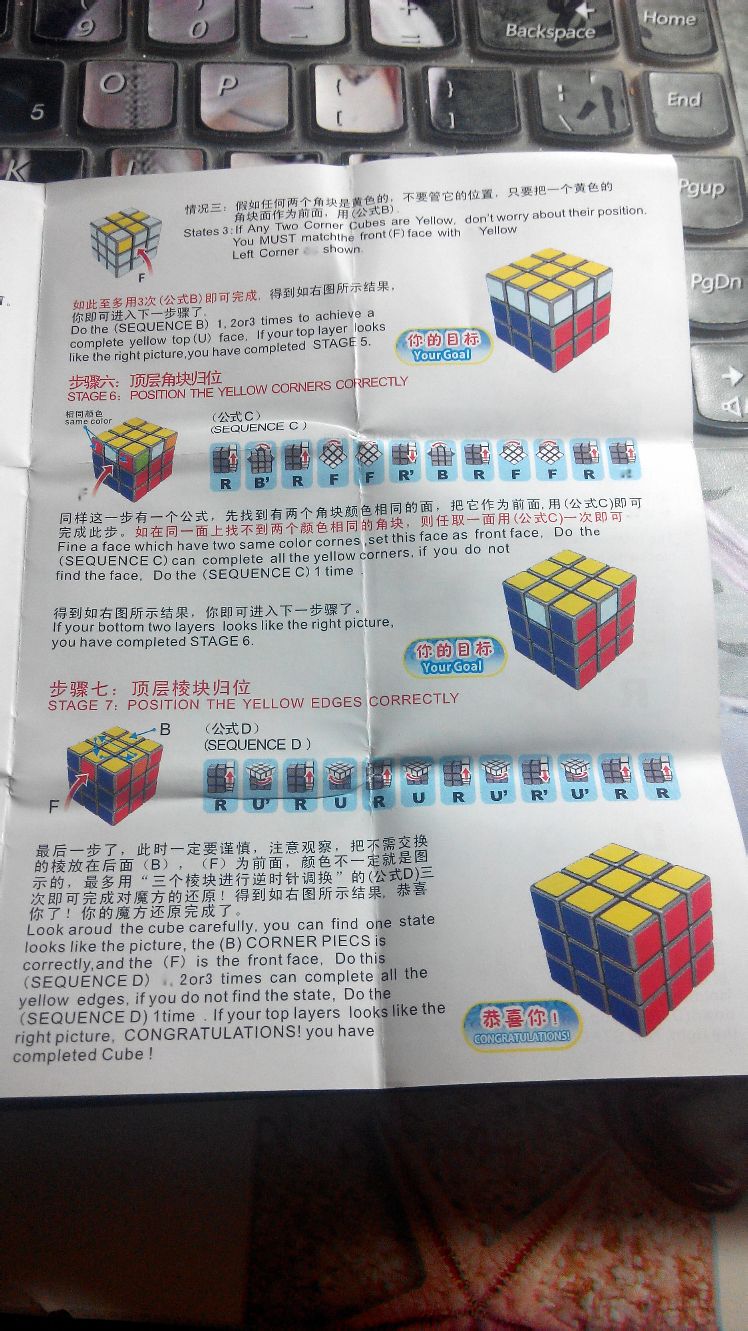 9
0
Backspace
Home
5
O
P
{
[
}
]
End
K
L
Pgup
PgDn
情况三：假如任何两个角块是黄色的，不要管它的位置，只要把一个黄色的
角块面作为前面，用(公式B).
States 3:If Any Two Corner Cubes are Yellow, don't worry about their position.
You MUST matchthe front(F)face with Yellow
Left Corner shown.
F
如此至多用3次(公式B)即可完成，得到如右图所示结果，
你即可进入下一步骤了.
Do the (SEQUENCE B) 1, 2or3 times to achieve a
complete yellow top(U) face. If your top layer looks
like the right picture,you have completed STAGE 5.
你的目标
Your Goal
步骤六：顶层角块归位
STAGE 6: POSITION THE YELLOW CORNERS CORRECTLY
相同颜色
same color
F
(公式C)
(SEQUENCE C)
R B' R F F R' B R F F R
同样这一步有一个公式，先找到有两个角块颜色相同的面，把它作为前面,用(公式C)即可
完成此步。如在同一面上找不到两个颜色相同的角块，则任取一面用(公式C)一次即可.
Fine a face which have two same color cornes ,set this face as front face, Do the
(SEQUENCE C) can complete all the yellow corners, if you do not
find the face, Do the (SEQUENCE C) 1 time .
得到如右图所示结果，你即可进入下一步骤了。
If your bottom two layers looks like the right picture,
you have completed STAGE 6.
你的目标
Your Goal
步骤七：顶层棱块归位
STAGE 7: POSITION THE YELLOW EDGES CORRECTLY
B
F
(公式D)
(SEQUENCE D)
R U' R U R U R U' R' U' R R
最后一步了，此时一定要谨慎，注意观察，把不需交换
的棱放在后面（B），（F）为前面，颜色不一定就是图
示的，最多用“三个棱块进行逆时针调换”的(公式D)三
次即可完成对魔方的还原！得到如右图所示结果，恭喜
你了！你的魔方还原完成了。
Look aroud the cube carefully, you can find one state
looks like the picture, the (B) CORNER PIECS is
correctly,and the (F) is the front face, Do this
(SEQUENCE D) , 2or3 times can complete all the
yellow edges, if you do not find the state, Do the
(SEQUENCE D) 1time . If your top layers looks like the
right picture, CONGRATULATIONS! you have
completed Cube !
恭喜你！
CONGRATULATIONS!